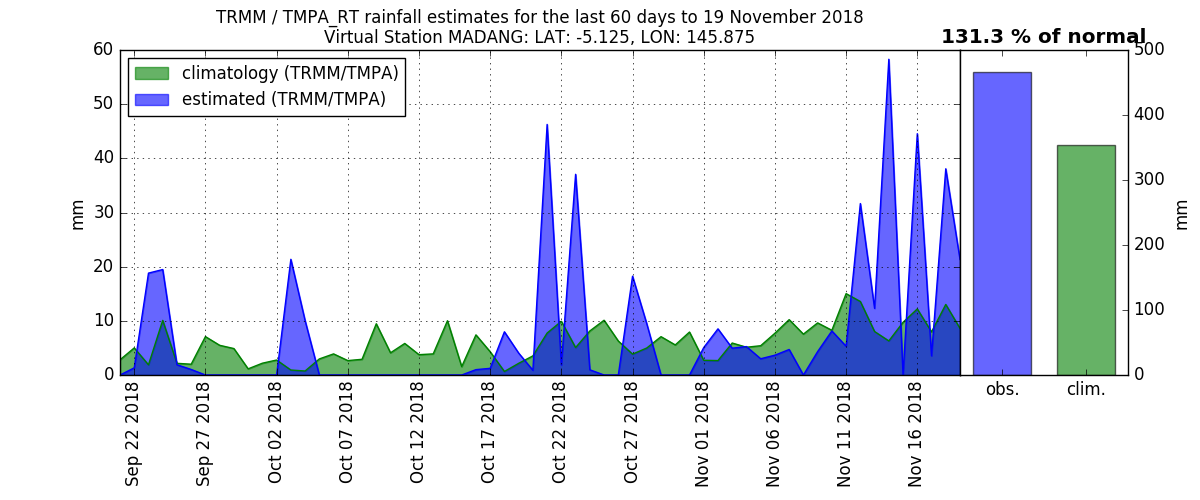 TRMM / TMPA_RT rainfall estimates for the last 60 days to 19 November 2018
Virtual Station MADANG: LAT: -5.125, LON: 145.875
131.3 % of normal
climatology (TRMM/TMPA)
estimated (TRMM/TMPA)
mm
60
50
40
30
20
10
0
Sep 22 2018
Sep 27 2018
Oct 02 2018
Oct 07 2018
Oct 12 2018
Oct 17 2018
Oct 22 2018
Oct 27 2018
Nov 01 2018
Nov 06 2018
Nov 11 2018
Nov 16 2018
obs.
clim.
500
400
300
200
100
0
mm